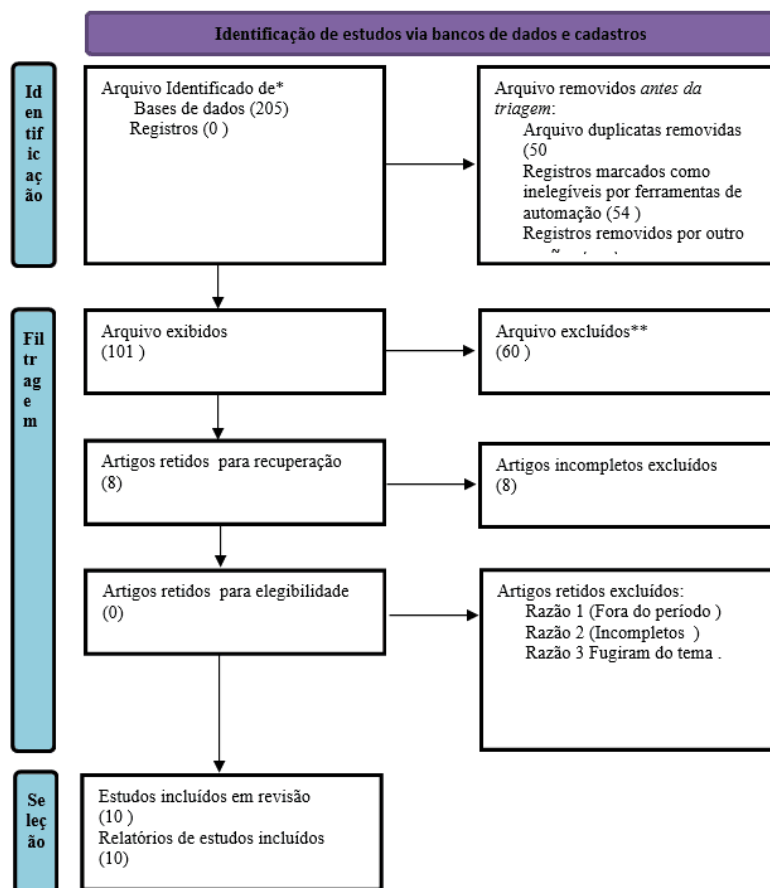 Identificação de estudos via bancos de dados e cadastros
Id
en
tif
ic
aç
ão
Arquivo Identificado de*
Bases de dados (205)
Registros (0 )
Arquivo removidos antes da
triagem:
Arquivo duplicatas removidas
(50
Registros marcados como
inelegíveis por ferramentas de
automação (54 )
Registros removidos por outro
Fil
tr
ag
e
m
Arquivo exibidos
(101 )
Arquivo excluídos**
(60 )
Artigos retidos para recuperação
(8)
Artigos incompletos excluídos
(8)
Artigos retidos para elegibilidade
(0)
Artigos retidos excluídos:
Razão 1 (Fora do período )
Razão 2 (Incompletos )
Razão 3 Fugiram do tema .
Se
leç
ão
Estudos incluídos em revisão
(10 )
Relatórios de estudos incluídos
(10)